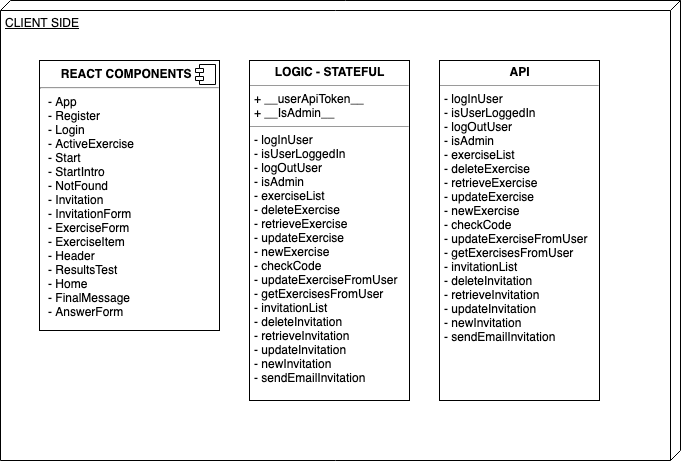 CLIENT SIDE
REACT COMPONENTS
- App
- Register
- Login
- ActiveExercise
- Start
- StartIntro
- NotFound
- Invitation
- InvitationForm
- ExerciseForm
- ExerciseItem
- Header
- ResultsTest
- Home
- FinalMessage
- AnswerForm
LOGIC - STATEFUL
+ __userApiToken__
+ __IsAdmin__
- logInUser
- isUserLoggedIn
- logOutUser
- isAdmin
- exerciseList
- deleteExercise
- retrieveExercise
- updateExercise
- newExercise
- checkCode
- updateExerciseFromUser
- getExercisesFromUser
- invitationList
- deleteInvitation
- retrieveInvitation
- updateInvitation
- newInvitation
- sendEmailInvitation
API
- logInUser
- isUserLoggedIn
- logOutUser
- isAdmin
- exerciseList
- deleteExercise
- retrieveExercise
- updateExercise
- newExercise
- checkCode
- updateExerciseFromUser
- getExercisesFromUser
- invitationList
- deleteInvitation
- retrieveInvitation
- updateInvitation
- newInvitation
- sendEmailInvitation